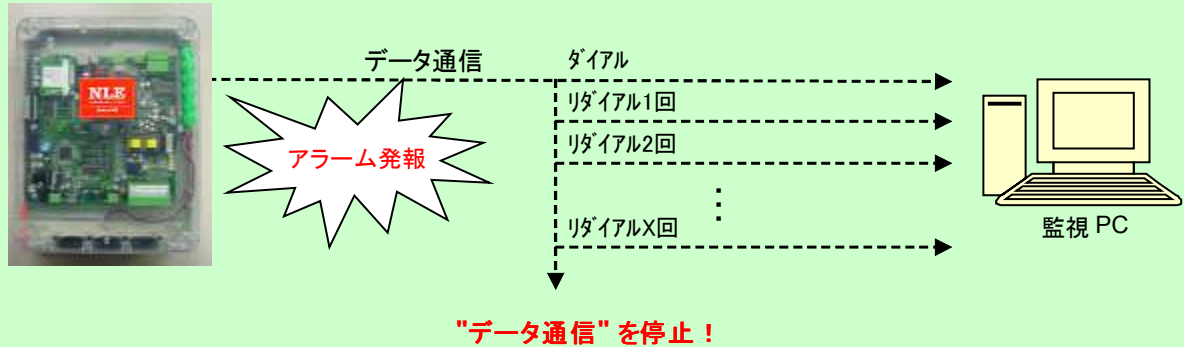 データ通信
ﾀﾞｲｱﾙ
ﾘﾀﾞｲｱﾙ1回
NLE
アラーム発報
ﾘﾀﾞｲｱﾙ2回
:
ﾘﾀﾞｲｱﾙX回
監視 PC
"データ通信" を停止！